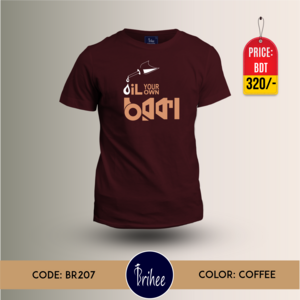 PRICE:
BDT
320/-
OiL YOUR
OWN
চরকা
Brihee
CODE: BR207
COLOR: COFFEE